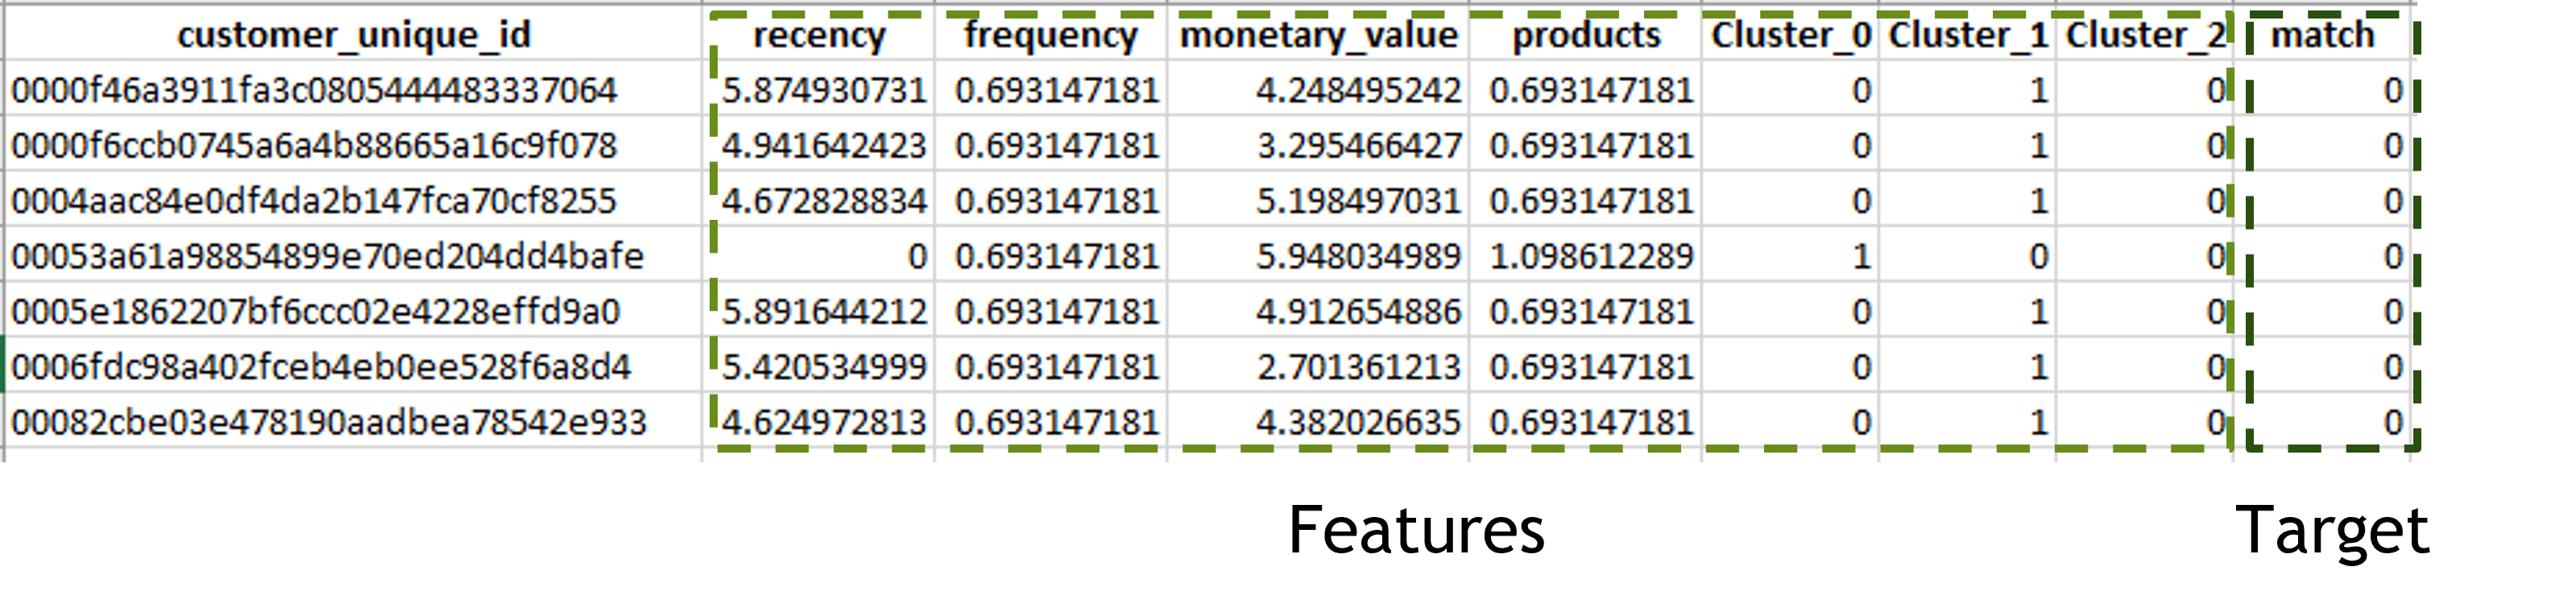 customer_unique_id recency frequency monetary_value products Cluster_0 Cluster_1 Cluster_2 match
0000f46a3911fa3c0805444483337064 5.874930731 0.693147181 4.248495242 0.693147181 0 1 0 0
0000f6ccb0745a6a4b88665a16c9f078 4.941642423 0.693147181 3.295466427 0.693147181 0 1 0 0
0004aac84e0df4da2b147fca70cf8255 4.672828834 0.693147181 5.198497031 0.693147181 0 1 0 0
00053a61a98854899e70ed204dd4bafe 0 0.693147181 5.948034989 1.098612289 1 0 0 0
0005e1862207bf6ccc02e4228effd9a0 5.891644212 0.693147181 4.912654886 0.693147181 0 1 0 0
0006fdc98a402fceb4eb0ee528f6a8d4 5.420534999 0.693147181 2.701361213 0.693147181 0 1 0 0
00082cbe03e478190aadbea78542e933 4.624972813 0.693147181 4.382026635 0.693147181 0 1 0 0
Features Target